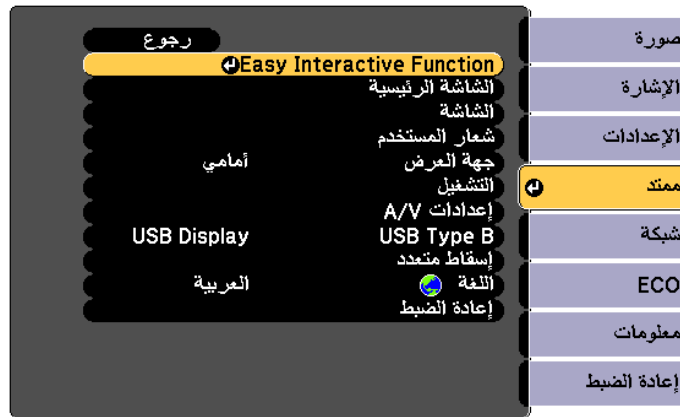 رجوع
Easy Interactive Function
الشاشة الرئيسية
الشاشة
شعار المستخدم
جهة العرض أمامي
التشغيل
إعدادات A/V
USB Type B USB Display
إسقاط متعدد
اللغة العربية
إعادة الضبط
صورة
الإشارة
الإعدادات
ممتد
شبكة
ECO
معلومات
إعادة الضبط